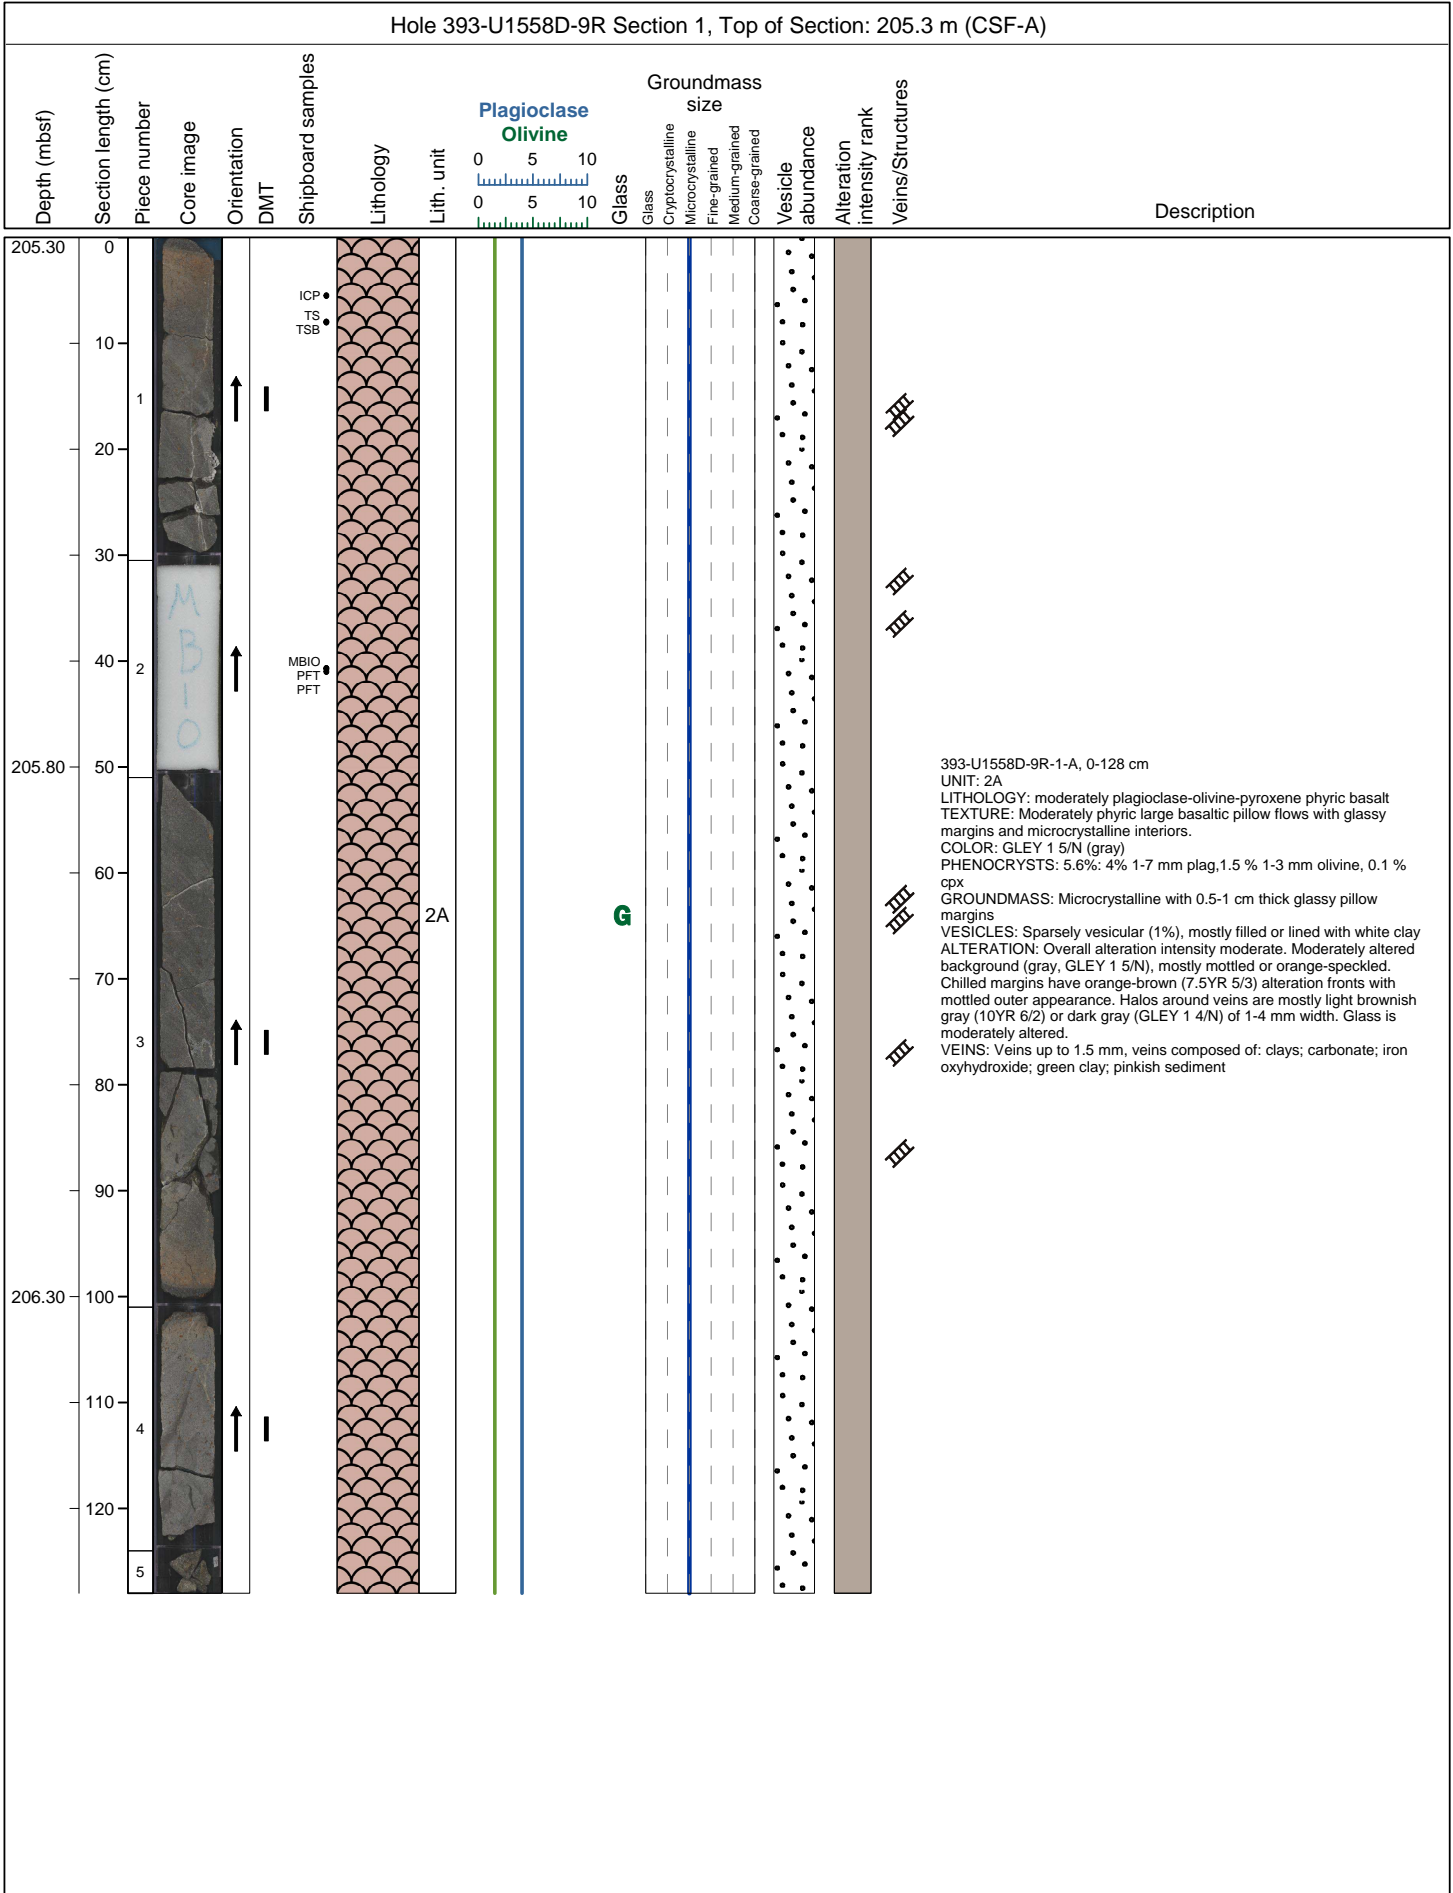 Hole 393-U1558D-9R Section 1, Top of Section: 205.3 m (CSF-A)
Depth (mbsf)
Section length (cm)
Piece number
Core image
Orientation
DMT
Shipboard samples
Lithology
Lith. unit
Plagioclase
Olivine
0 5 10
0 5 10
Glass
Groundmass
size
Glass
Cryptocrystalline
Microcrystalline
Fine-grained
Medium-grained
Coarse-grained
Vesicle
abundance
Alteration
intensity rank
Veins/Structures
Description
205.30
0
ICP
TS
TSB
10
1
20
30
M
B
I
O
MBIO
PFT
PFT
40
2
205.80
50
60
2A
G
70
3
80
90
206.30
100
110
4
120
5
393-U1558D-9R-1-A, 0-128 cm
UNIT: 2A
LITHOLOGY: moderately plagioclase-olivine-pyroxene phyric basalt
TEXTURE: Moderately phyric large basaltic pillow flows with glassy
margins and microcrystalline interiors.
COLOR: GLEY 1 5/N (gray)
PHENOCRYSTS: 5.6%: 4% 1-7 mm plag,1.5 % 1-3 mm olivine, 0.1 %
cpx
GROUNDMASS: Microcrystalline with 0.5-1 cm thick glassy pillow
margins
VESICLES: Sparsely vesicular (1%), mostly filled or lined with white clay
ALTERATION: Overall alteration intensity moderate. Moderately altered
background (gray, GLEY 1 5/N), mostly mottled or orange-speckled.
Chilled margins have orange-brown (7.5YR 5/3) alteration fronts with
mottled outer appearance. Halos around veins are mostly light brownish
gray (10YR 6/2) or dark gray (GLEY 1 4/N) of 1-4 mm width. Glass is
moderately altered.
VEINS: Veins up to 1.5 mm, veins composed of: clays; carbonate; iron
oxyhydroxide; green clay; pinkish sediment